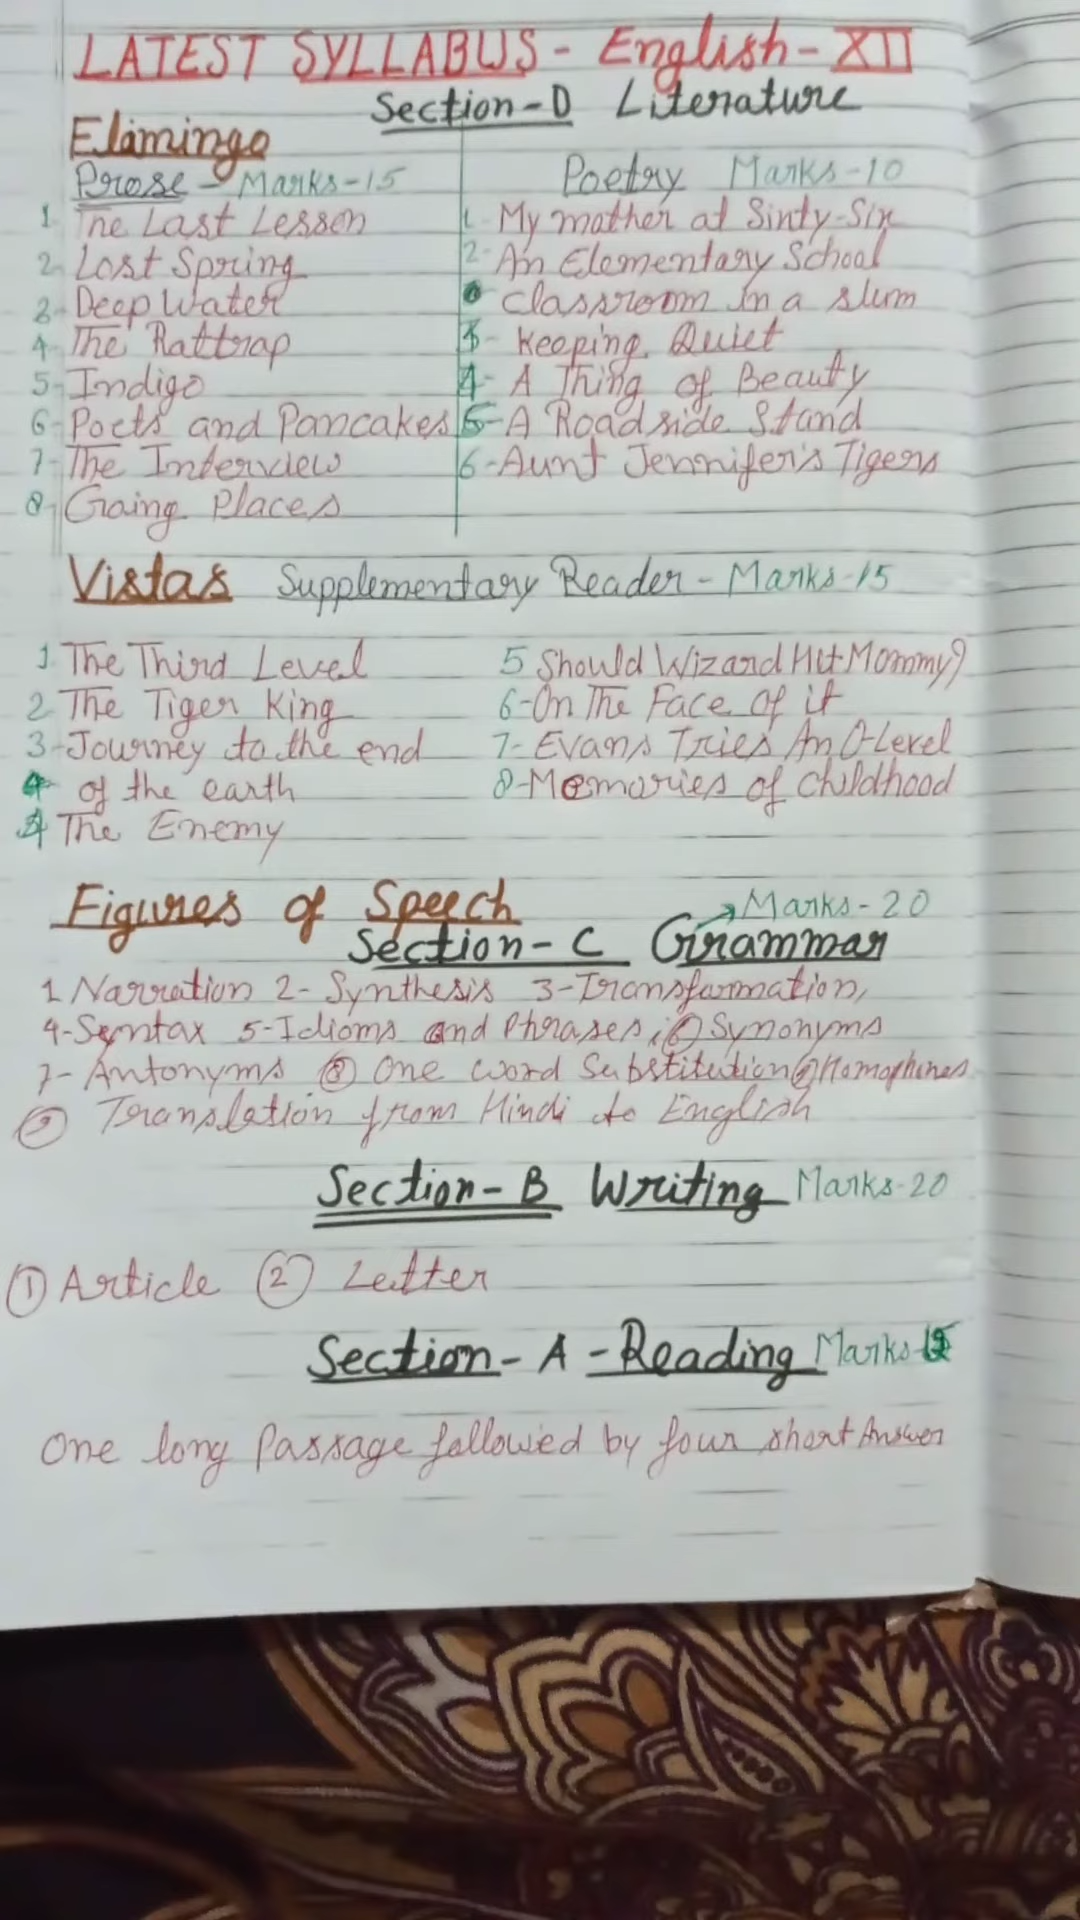 LATEST SYLLABUS - English - XII
Section-D Literature
Flamingo
Prose - Marks-15
1 The Last Lesson
2- Lost Spring
3- Deep Water
4- The Rattrap
5- Indigo
6- Poets and Pancakes
7- The Interview
8- Going Places
Poetry Marks-10
1- My mother at Sixty-Six
2- An Elementary School
classroom in a slum
3- Keeping Quiet
4- A Thing of Beauty
5- A Roadside Stand
6- Aunt Jennifer's Tigers
Vistas Supplementary Reader - Marks-15
1. The Third Level
2 The Tiger King
3- Journey to the end
of the earth
4 The Enemy
5 Should Wizard Hit Mommy?
6- On The Face of it
7- Evans Tries An O-Level
8- Memories of Childhood
Figures of Speech
Section - C Grammar Marks-20
1 Narration 2- Synthesis 3- Transformation,
4- Syntax 5- Idioms and Phrases, 6 Synonyms
7- Antonyms 8 One word Substitution Homophines
9 Translation from Hindi to English
Section - B Writing Marks-20
1 Article 2 Letter
Section - A - Reading Marks-
One long Passage followed by four short Answer